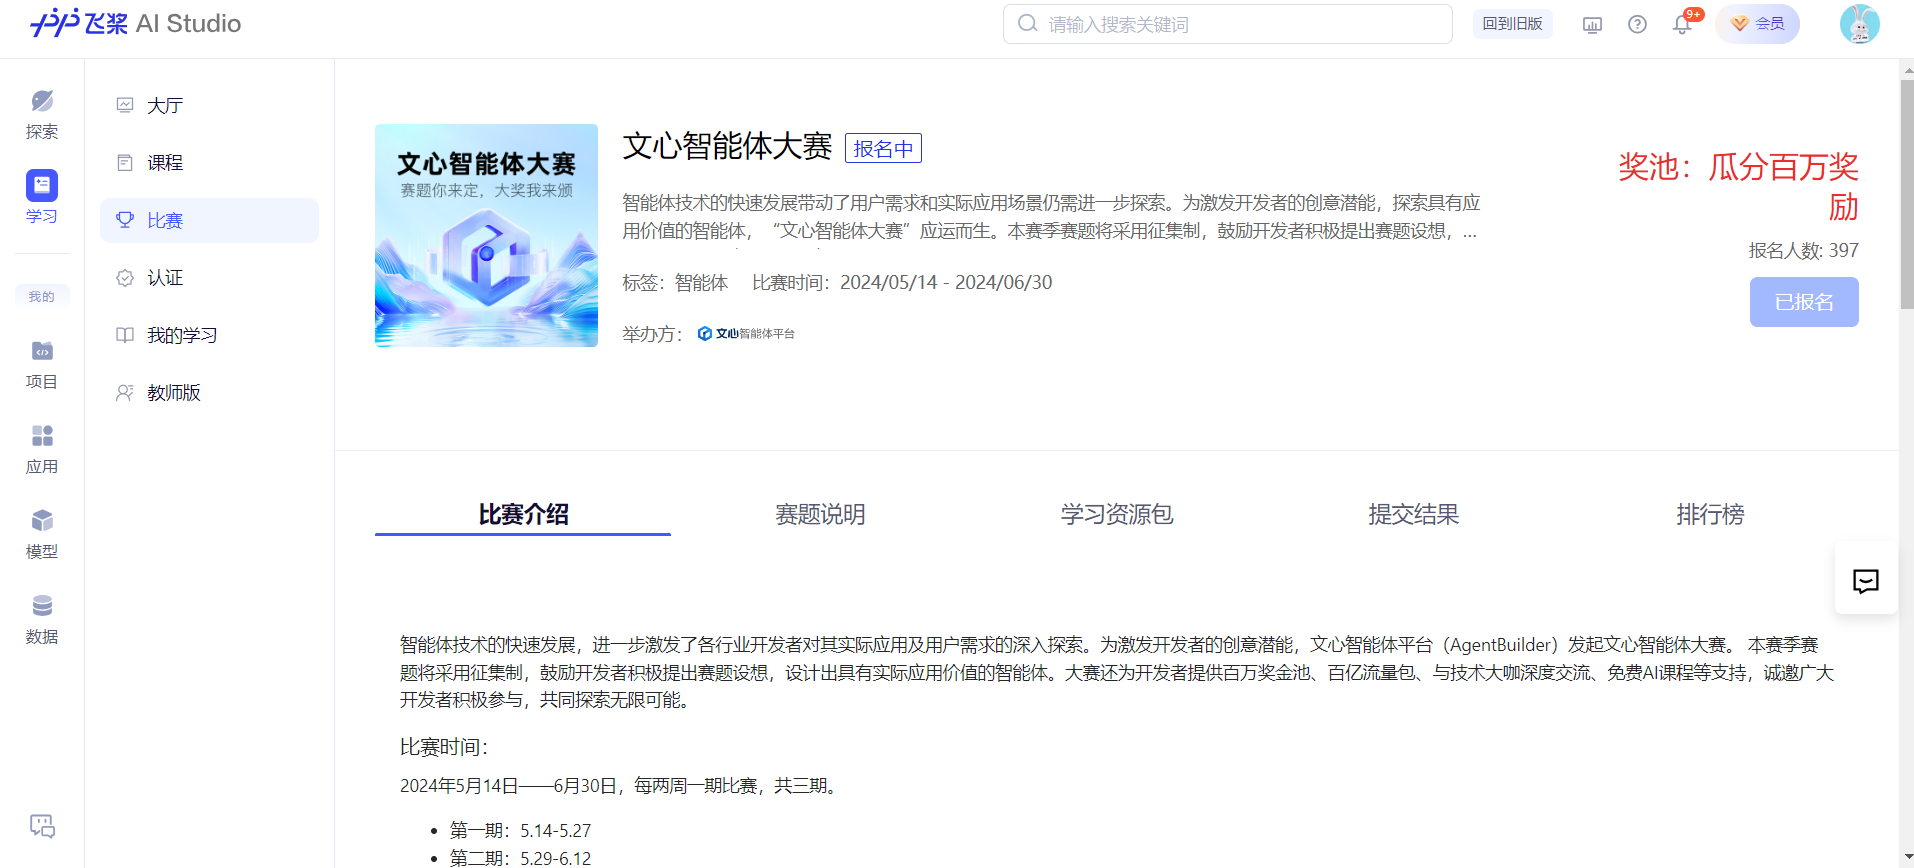 飞桨 AI Studio
请输入搜索关键词
回到旧版
9+
会员
探索
学习
我的
项目
应用
模型
数据
大厅
课程
比赛
认证
我的学习
教师版
文心智能体大赛
赛题你来定，大奖我来颁
文心智能体大赛 报名中
智能体技术的快速发展带动了用户需求和实际应用场景仍需进一步探索。为激发开发者的创意潜能，探索具有应
用价值的智能体，“文心智能体大赛”应运而生。本赛季赛题将采用征集制，鼓励开发者积极提出赛题设想，...
标签：智能体 比赛时间：2024/05/14 - 2024/06/30
举办方： 文心智能体平台
奖池：瓜分百万奖
励
报名人数: 397
已报名
比赛介绍 赛题说明 学习资源包 提交结果 排行榜
智能体技术的快速发展，进一步激发了各行业开发者对其实际应用及用户需求的深入探索。为激发开发者的创意潜能，文心智能体平台（AgentBuilder）发起文心智能体大赛。 本赛季赛
题将采用征集制，鼓励开发者积极提出赛题设想，设计出具有实际应用价值的智能体。大赛还为开发者提供百万奖金池、百亿流量包、与技术大咖深度交流、免费AI课程等支持，诚邀广大
开发者积极参与，共同探索无限可能。
比赛时间：
2024年5月14日——6月30日，每两周一期比赛，共三期。
第一期：5.14-5.27
第二期：5.29-6.12